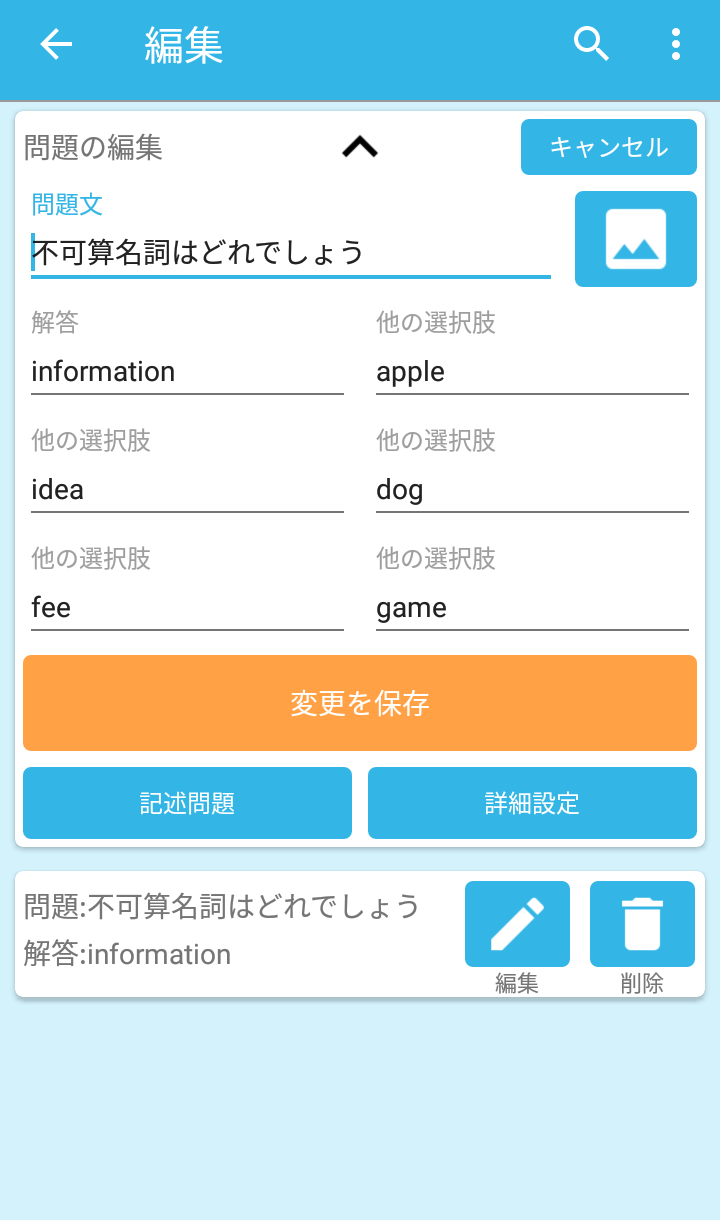 編集
問題の編集
キャンセル
問題文
不可算名詞はどれでしょう
解答
他の選択肢
information
apple
他の選択肢
他の選択肢
idea
dog
他の選択肢
他の選択肢
fee
game
変更を保存
記述問題
詳細設定
問題:不可算名詞はどれでしょう
解答:information
編集
削除